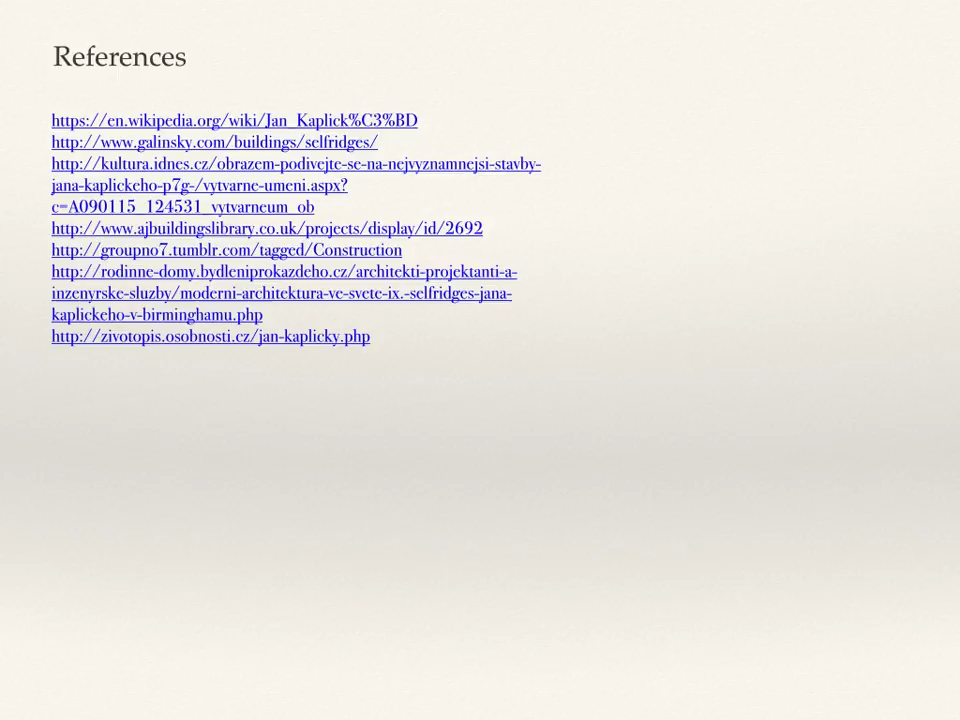 References
https://en.wikipedia.org/wiki/Jan_Kaplick%C3%BD
http://www.galinsky.com/buildings/selfridges/
http://kultura.idnes.cz/obrazem-podivejte-se-na-nejvyznamnejsi-stavby-
jana-kaplickeho-p7g-/vytvarne-umeni.aspx?
c=A090115_124531_vytvarneum_ob
http://www.ajbuildingslibrary.co.uk/projects/display/id/2692
http://groupno7.tumblr.com/tagged/Construction
http://rodinne-domy.bydleniprokazdeho.cz/architekti-projektanti-a-
inzenyrske-sluzby/moderni-architektura-ve-svete-ix.-selfridges-jana-
kaplickeho-v-birminghamu.php
http://zivotopis.osobnosti.cz/jan-kaplicky.php